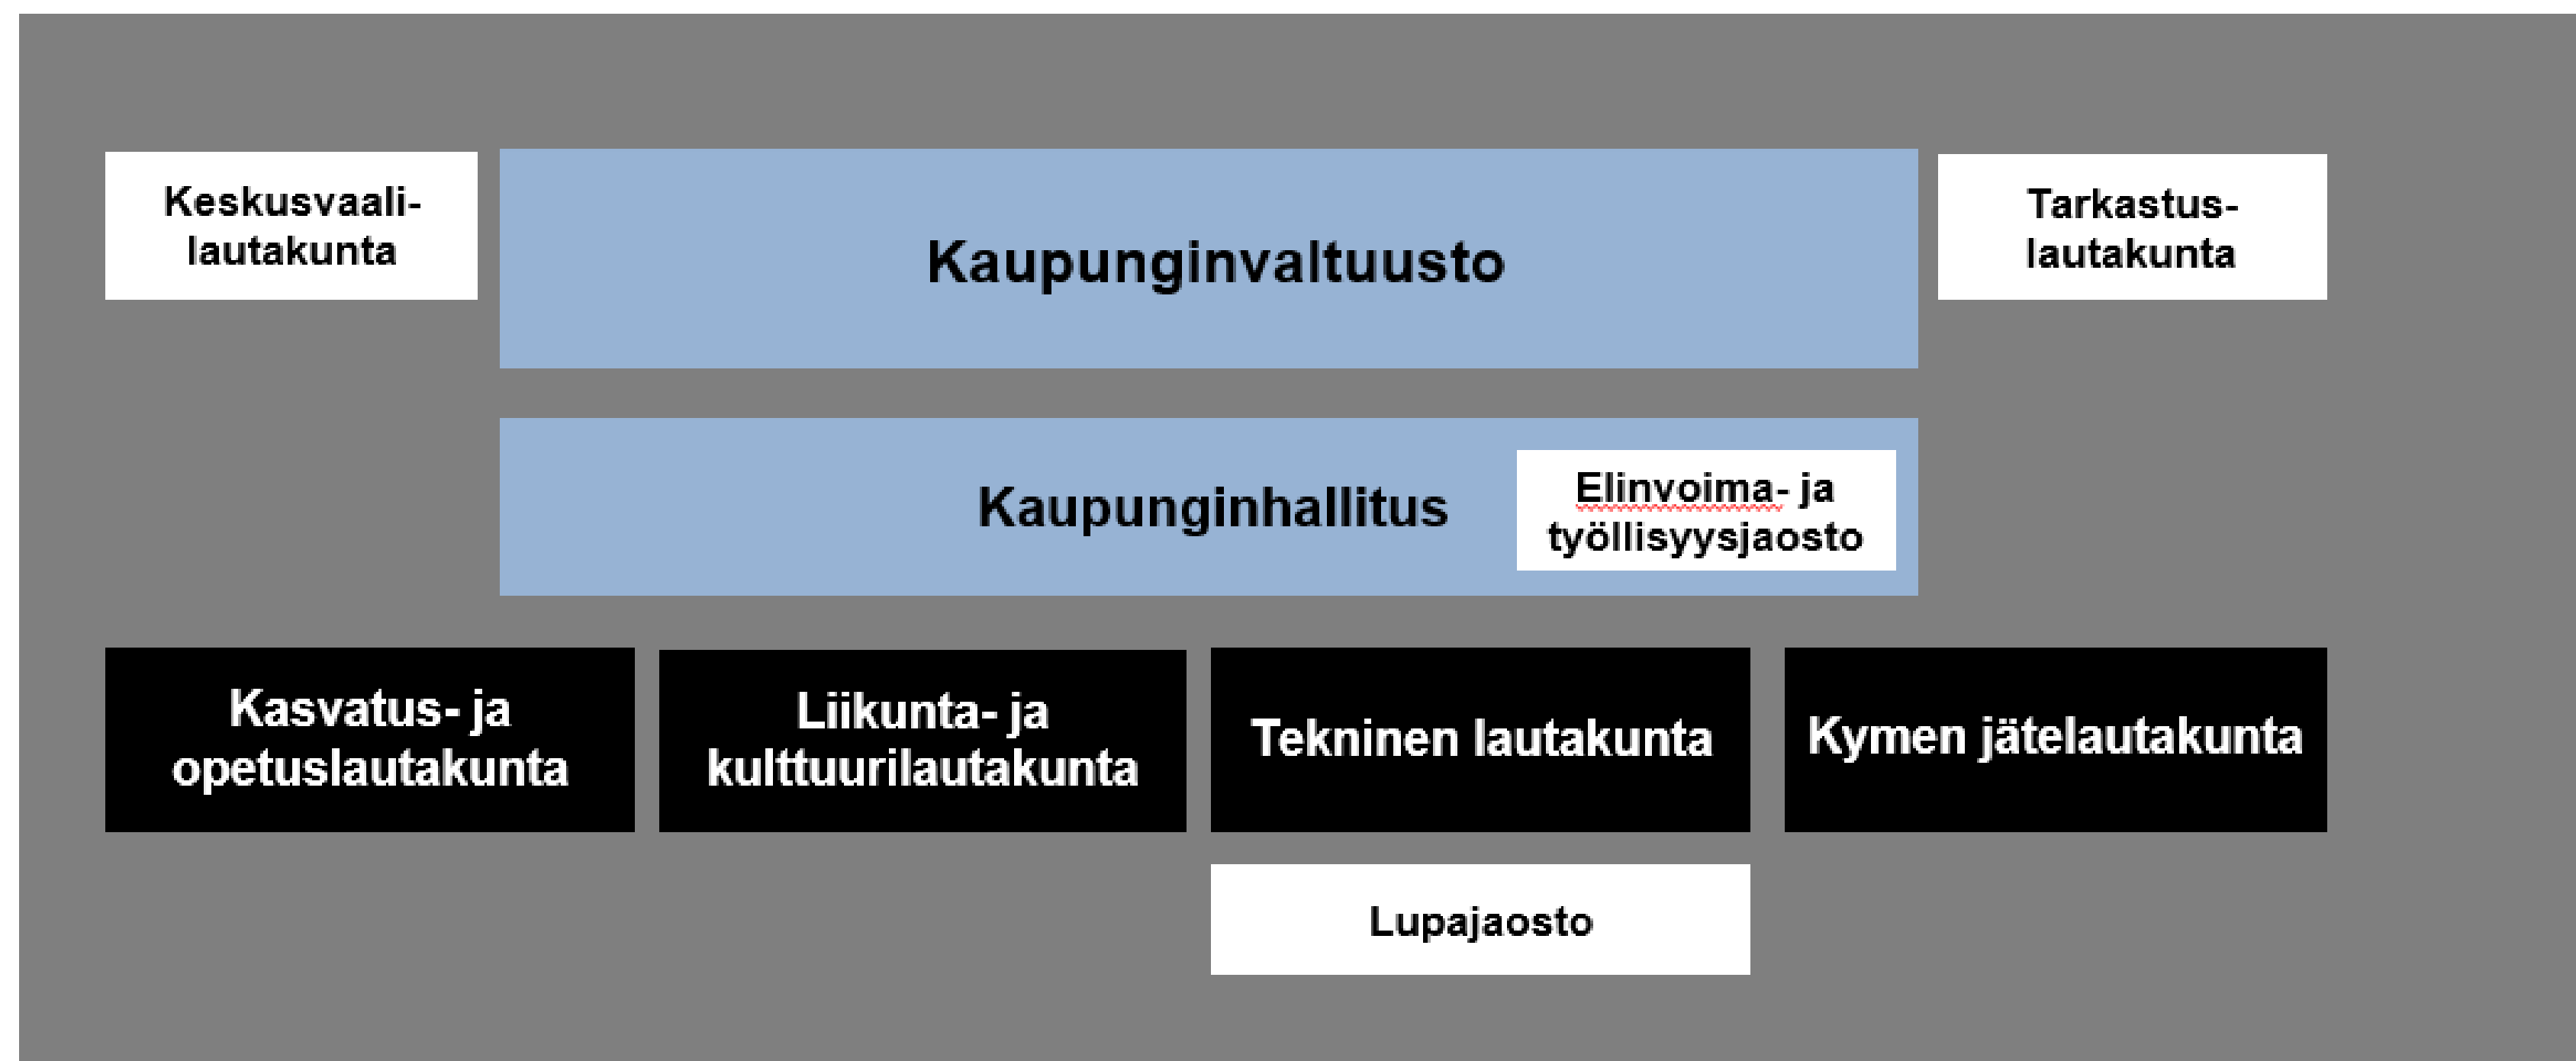 Keskusvaali-
lautakunta
Kaupunginvaltuusto
Tarkastus-
lautakunta
Kaupunginhallitus
Elinvoima- ja
työllisyysjaosto
Kasvatus- ja
opetuslautakunta
Liikunta- ja
kulttuurilautakunta
Tekninen lautakunta
Kymen jätelautakunta
Lupajaosto